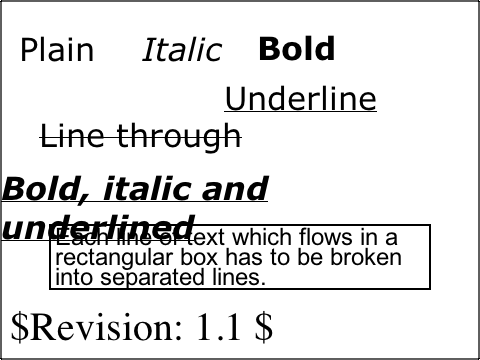 Plain Italic Bold
Underline
Line through
Bold, italic and
underlined
Each line of text which flows in a
rectangular box has to be broken
into separated lines.
$Revision: 1.1 $